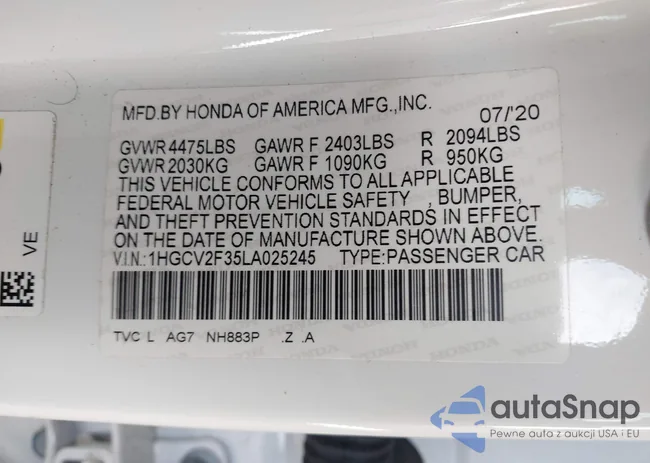 MFD.BY HONDA OF AMERICA MFG.,INC. 07/'20
GVWR 4475LBS GAWR F 2403LBS R 2094LBS
GVWR 2030KG GAWR F 1090KG R 950KG
THIS VEHICLE CONFORMS TO ALL APPLICABLE
FEDERAL MOTOR VEHICLE SAFETY , BUMPER,
AND THEFT PREVENTION STANDARDS IN EFFECT
ON THE DATE OF MANUFACTURE SHOWN ABOVE.
V.I.N.:1HGCV2F35LA025245 TYPE:PASSENGER CAR
TVC L AG7 NH883P .Z .A
VE
autaSnap
Pewne auta z aukcji USA i EU